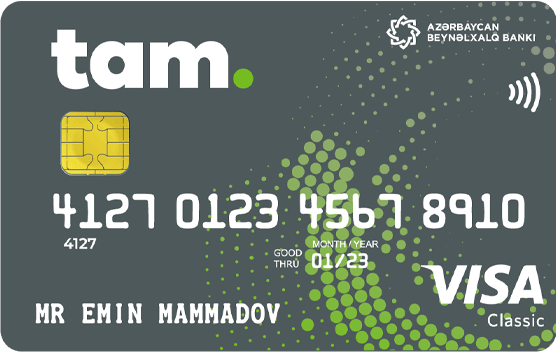 tam.
AZƏRBAYCAN
BEYNƏLXALQ BANKI
4127 0123 4567 8910
4127
MONTH / YEAR
GOOD
THRÛ
01/23
VISA
Classic
MR EMIN MAMMADOV